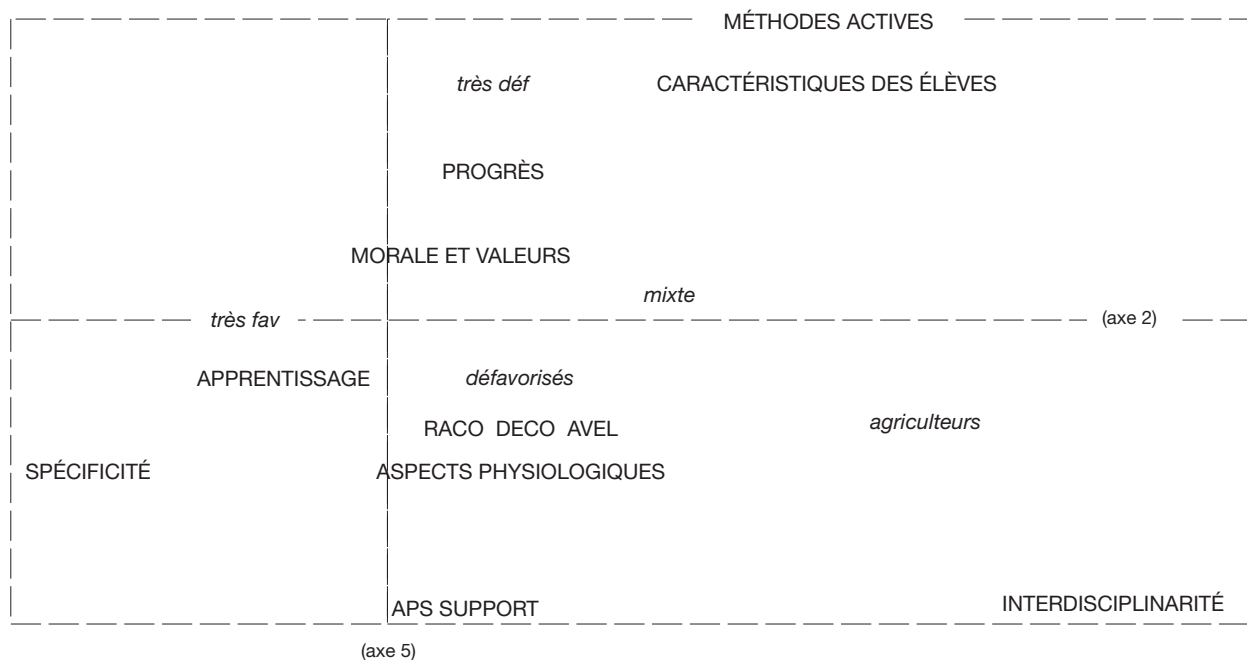 MÉTHODES ACTIVES
très déf CARACTÉRISTIQUES DES ÉLÈVES
PROGRÈS
MORALE ET VALEURS
mixte
très fav (axe 2)
APPRENTISSAGE défavorisés
agriculteurs
RACO DECO AVEL
SPÉCIFICITÉ ASPECTS PHYSIOLOGIQUES
APS SUPPORT INTERDISCIPLINARITÉ
(axe 5)